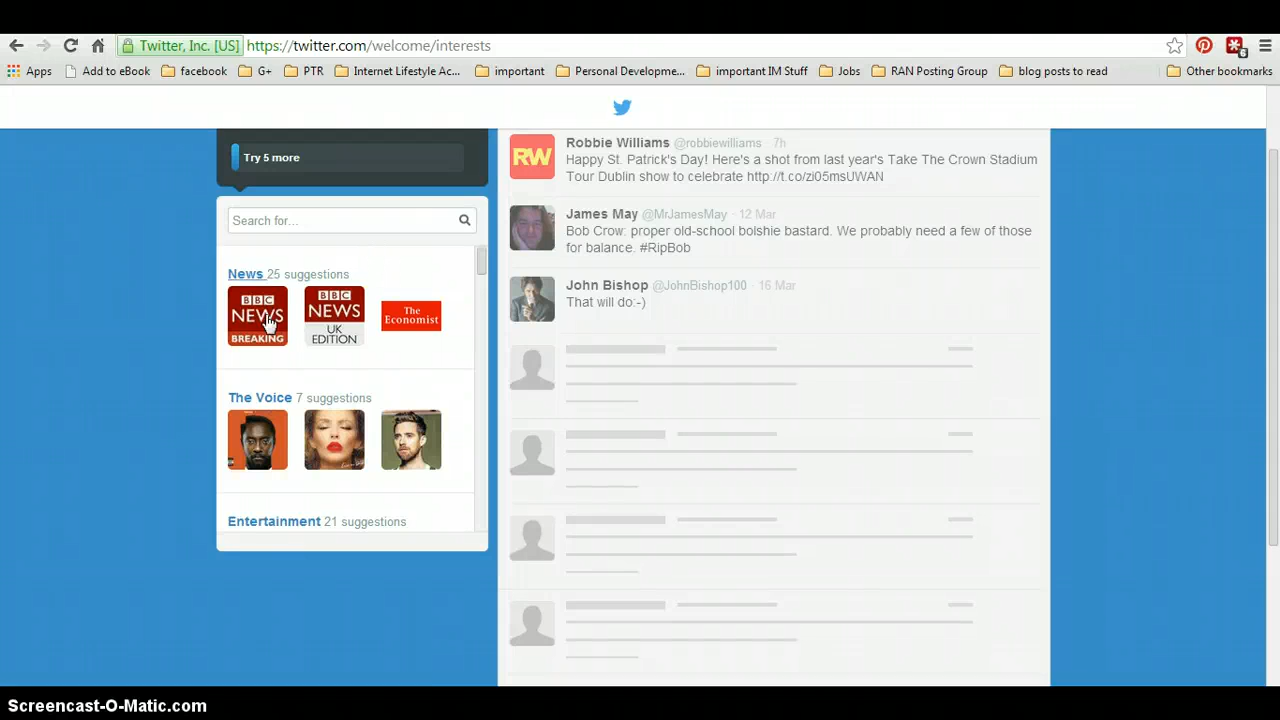 Twitter, Inc. [US] https://twitter.com/welcome/interests
6
Apps Add to eBook facebook G+ PTR Internet Lifestyle Ac... important Personal Developme... important IM Stuff Jobs RAN Posting Group blog posts to read Other bookmarks
Try 5 more
Search for...
News 25 suggestions
BBC
NEWS
BREAKING
BBC
NEWS
UK
EDITION
The
Economist
The Voice 7 suggestions
Entertainment 21 suggestions
RW
Robbie Williams @robbiewilliams · 7h
Happy St. Patrick's Day! Here's a shot from last year's Take The Crown Stadium
Tour Dublin show to celebrate http://t.co/zi05msUWAN
James May @MrJamesMay · 12 Mar
Bob Crow: proper old-school bolshie bastard. We probably need a few of those
for balance. #RipBob
John Bishop @JohnBishop100 · 16 Mar
That will do:-)
Screencast-O-Matic.com